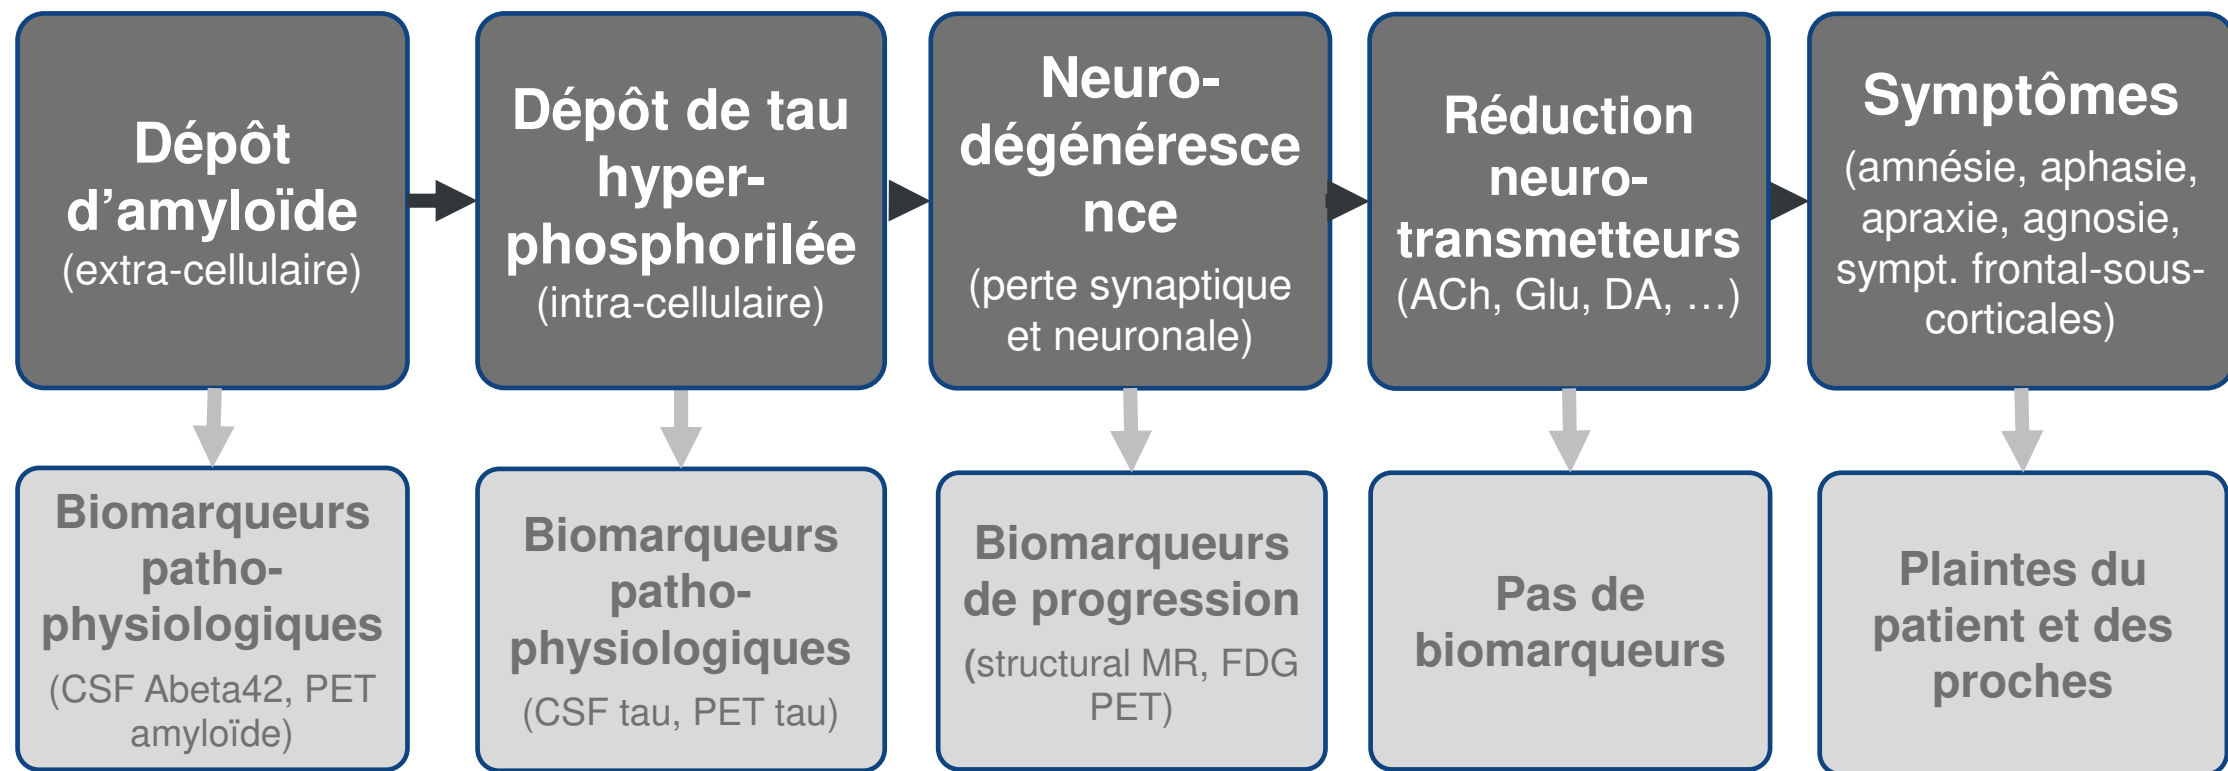 Dépôt
d’amyloïde
(extra-cellulaire)
Dépôt de tau
hyper-
phosphorilée
(intra-cellulaire)
Neuro-
dégénéresce
nce
(perte synaptique
et neuronale)
Réduction
neuro-
transmetteurs
(ACh, Glu, DA, …)
Symptômes
(amnésie, aphasie,
apraxie, agnosie,
sympt. frontal-sous-
corticales)
Biomarqueurs
patho-
physiologiques
(CSF Abeta42, PET
amyloïde)
Biomarqueurs
patho-
physiologiques
(CSF tau, PET tau)
Biomarqueurs
de progression
(structural MR, FDG
PET)
Pas de
biomarqueurs
Plaintes du
patient et des
proches